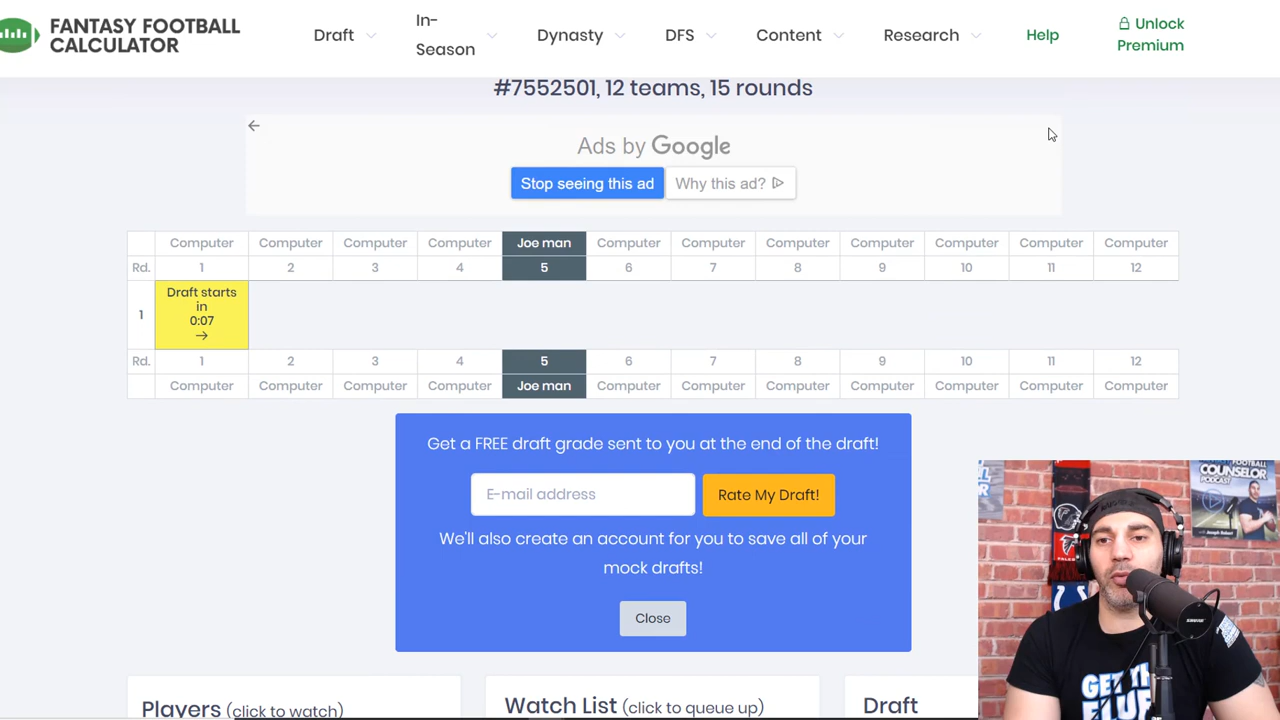 FANTASY FOOTBALL
CALCULATOR
Draft
In-
Season
Dynasty
DFS
Content
Research
Help
Unlock
Premium
#7552501, 12 teams, 15 rounds
Ads by Google
Stop seeing this ad
Why this ad?
Computer Computer Computer Computer Joe man Computer Computer Computer Computer Computer Computer Computer
Rd. 1 2 3 4 5 6 7 8 9 10 11 12
1
Draft starts
in
0:07
Rd. 1 2 3 4 5 6 7 8 9 10 11 12
Computer Computer Computer Computer Joe man Computer Computer Computer Computer Computer Computer Computer
Get a FREE draft grade sent to you at the end of the draft!
E-mail address
Rate My Draft!
We'll also create an account for you to save all of your
mock drafts!
Close
Players (click to watch)
Watch List (click to queue up)
Draft
FOOTBALL
COUNSELOR
PODCAST
SHURE